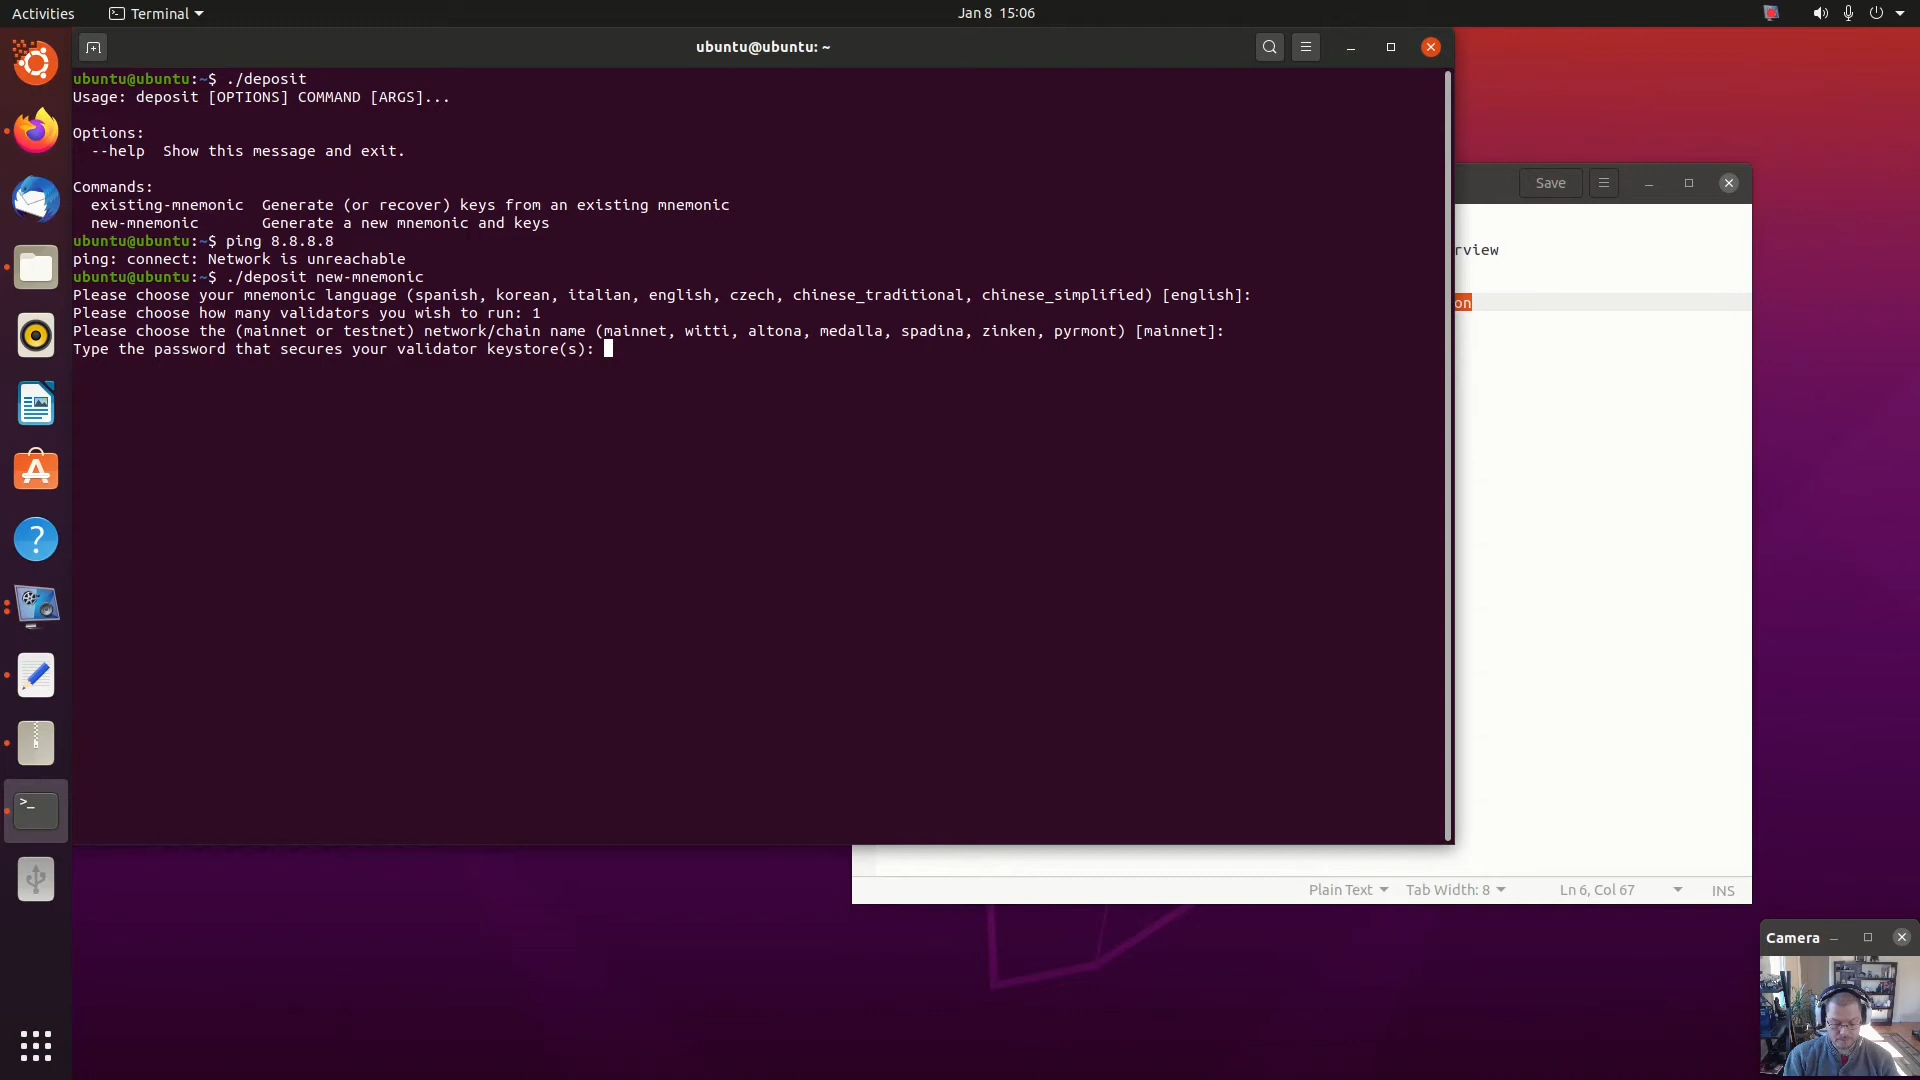 Activities
Terminal
Jan 8 15:06
ubuntu@ubuntu: ~
ubuntu@ubuntu:~$ ./deposit
Usage: deposit [OPTIONS] COMMAND [ARGS]...
Options:
--help Show this message and exit.
Commands:
existing-mnemonic Generate (or recover) keys from an existing mnemonic
new-mnemonic Generate a new mnemonic and keys
ubuntu@ubuntu:~$ ping 8.8.8.8
ping: connect: Network is unreachable
ubuntu@ubuntu:~$ ./deposit new-mnemonic
Please choose your mnemonic language (spanish, korean, italian, english, czech, chinese_traditional, chinese_simplified) [english]:
Please choose how many validators you wish to run: 1
Please choose the (mainnet or testnet) network/chain name (mainnet, witti, altona, medalla, spadina, zinken, pyrmont) [mainnet]:
Type the password that secures your validator keystore(s):
Save
rview
on
Plain Text
Tab Width: 8
Ln 6, Col 67
INS
Camera